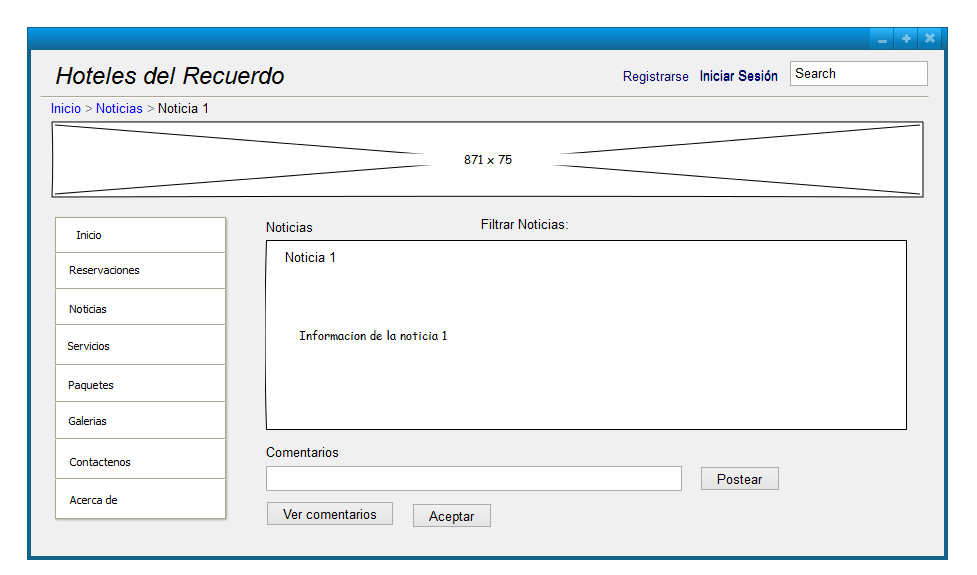 Hoteles del Recuerdo
Registrarse Iniciar Sesión Search
Inicio > Noticias > Noticia 1
871 x 75
Inicio
Reservaciones
Noticias
Servicios
Paquetes
Galerias
Contactenos
Acerca de
Noticias Filtrar Noticias:
Noticia 1
Informacion de la noticia 1
Comentarios
Postear
Ver comentarios Aceptar